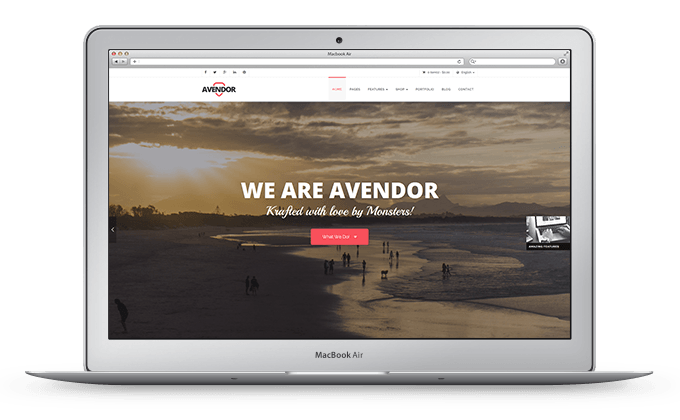 MacBook Air
English
AVENDOR
HOME PAGES FEATURES SHOP PORTFOLIO BLOG CONTACT
WE ARE AVENDOR
Krafted with love by Monsters!
What We Do!
AMAZING FEATURES
MacBook Air